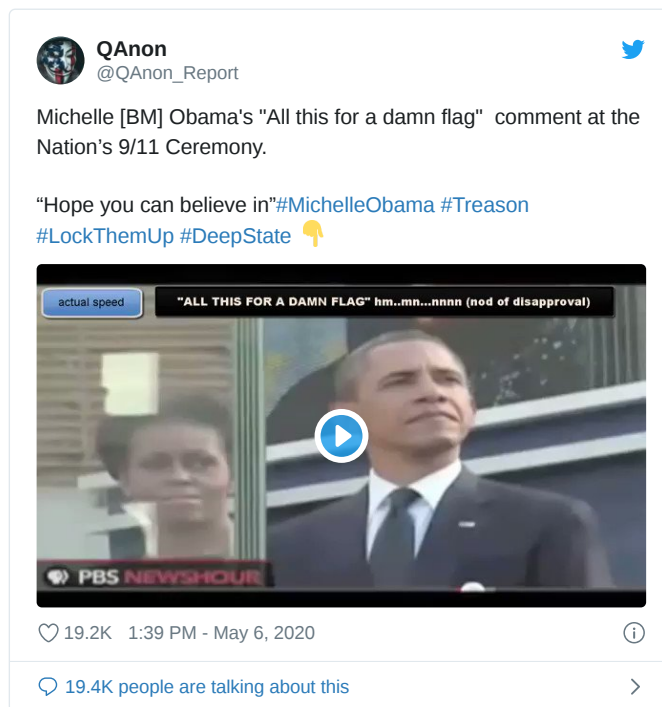 QAnon
@QAnon_Report
Michelle [BM] Obama's "All this for a damn flag"  comment at the
Nation’s 9/11 Ceremony.
“Hope you can believe in”#MichelleObama #Treason
#LockThemUp #DeepState 👇
actual speed
"ALL THIS FOR A DAMN FLAG" hm..mn...nnnn (nod of disapproval)
PBS NEWSHOUR
19.2K 1:39 PM - May 6, 2020
19.4K people are talking about this